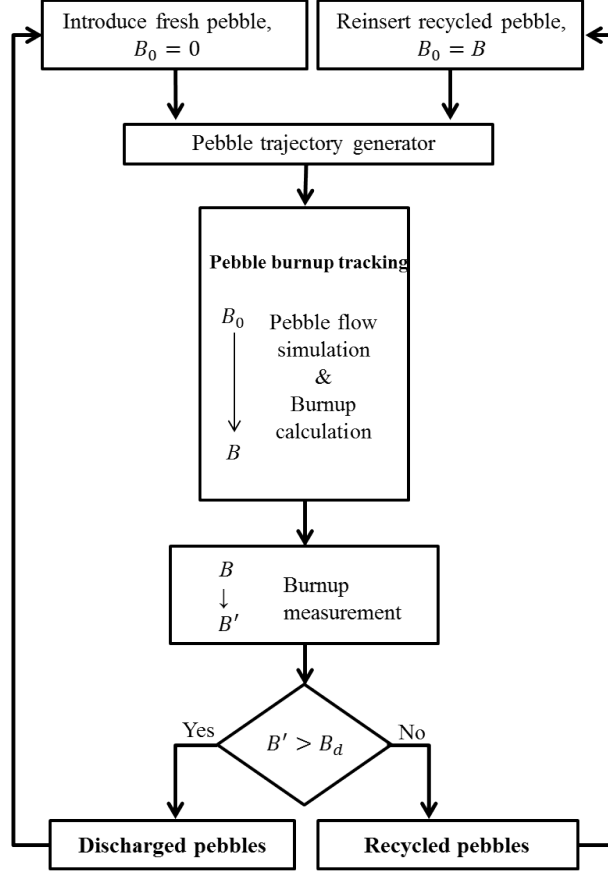 Introduce fresh pebble,
B₀ = 0
Reinsert recycled pebble,
B₀ = B
Pebble trajectory generator
Pebble burnup tracking
B₀
Pebble flow
simulation
&
Burnup
calculation
B
B
↓
B′
Burnup
measurement
Yes
B′ > B_d
No
Discharged pebbles
Recycled pebbles